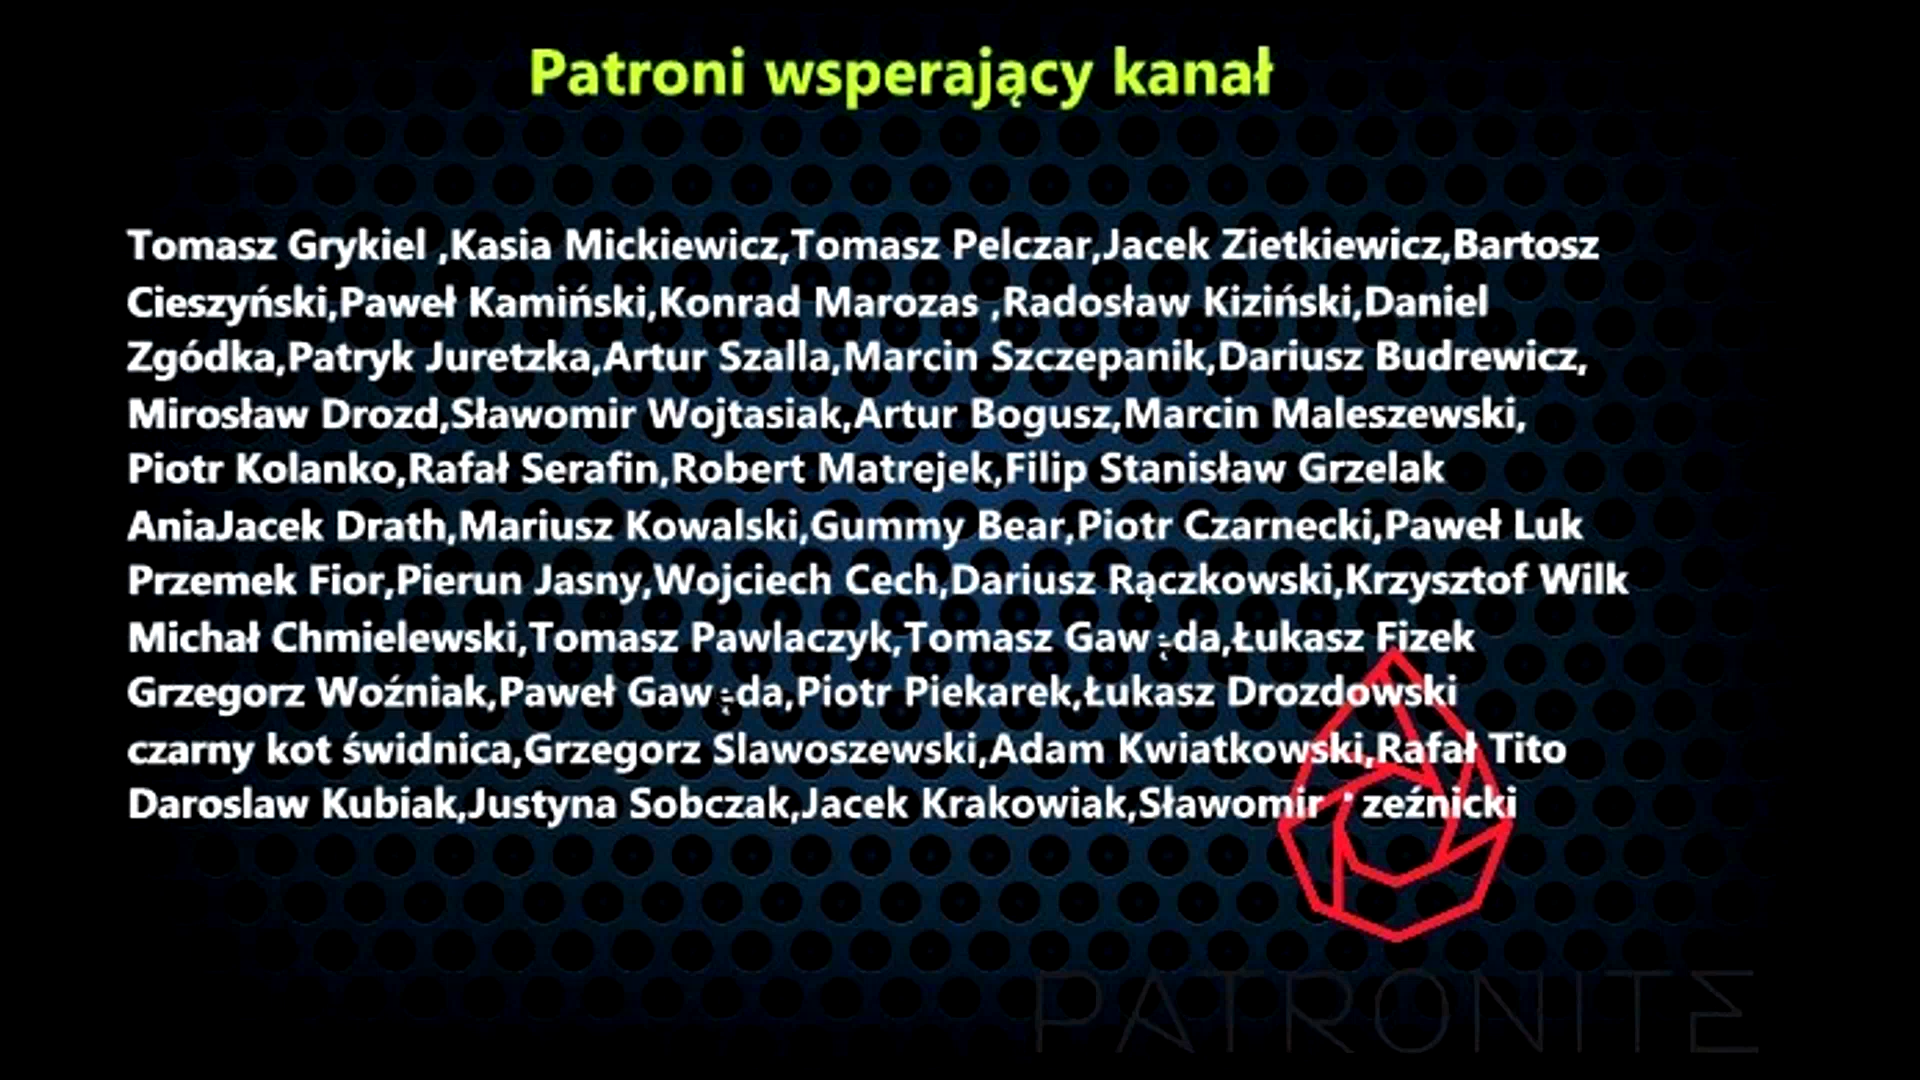 Patroni wsperający kanał
Tomasz Grykiel ,Kasia Mickiewicz,Tomasz Pelczar,Jacek Zietkiewicz,Bartosz
Cieszyński,Paweł Kamiński,Konrad Marozas ,Radosław Kiziński,Daniel
Zgódka,Patryk Juretzka,Artur Szalla,Marcin Szczepanik,Dariusz Budrewicz,
Mirosław Drozd,Sławomir Wojtasiak,Artur Bogusz,Marcin Maleszewski,
Piotr Kolanko,Rafał Serafin,Robert Matrejek,Filip Stanisław Grzelak
AniaJacek Drath,Mariusz Kowalski,Gummy Bear,Piotr Czarnecki,Paweł Luk
Przemek Fior,Pierun Jasny,Wojciech Cech,Dariusz Rączkowski,Krzysztof Wilk
Michał Chmielewski,Tomasz Pawlaczyk,Tomasz Łukasz Fizek
Grzegorz Woźniak,Paweł Piotr Piekarek,Łukasz Drozdowski
czarny kot świdnica,Grzegorz Slawoszewski,Adam Kwiatkowski,Rafał Tito
Daroslaw Kubiak,Justyna Sobczak,Jacek Krakowiak,Sławomir
PATRONITE